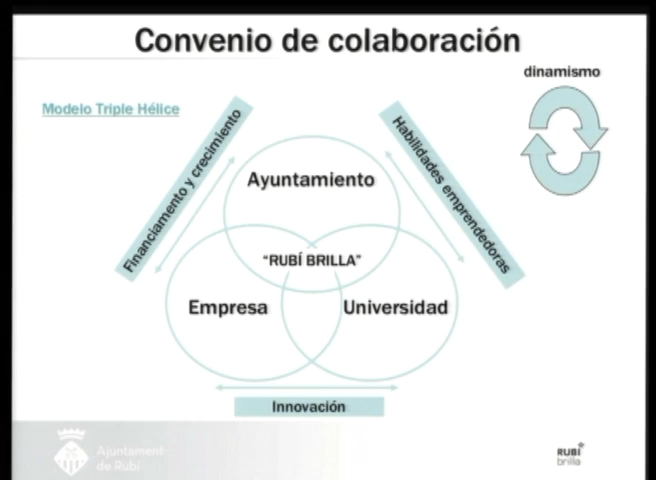 Convenio de colaboración
dinamismo
Modelo Triple Hélice
Financiamiento y crecimiento
Habilidades emprendedoras
Ayuntamiento
"RUBÍ BRILLA"
Empresa
Universidad
Innovación
Ajuntament
de Rubí
RUBÍ
brilla